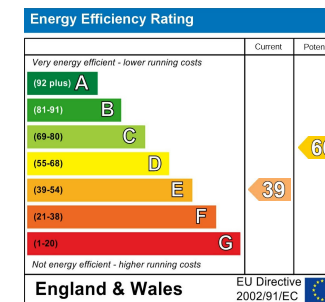 Energy Efficiency Rating
Current
Very energy efficient - lower running costs
(92 plus) A
(81-91) B
(69-80) C
(55-68) D
(39-54) E
39
(21-38) F
(1-20) G
Not energy efficient - higher running costs
England & Wales
EU Directive
2002/91/EC